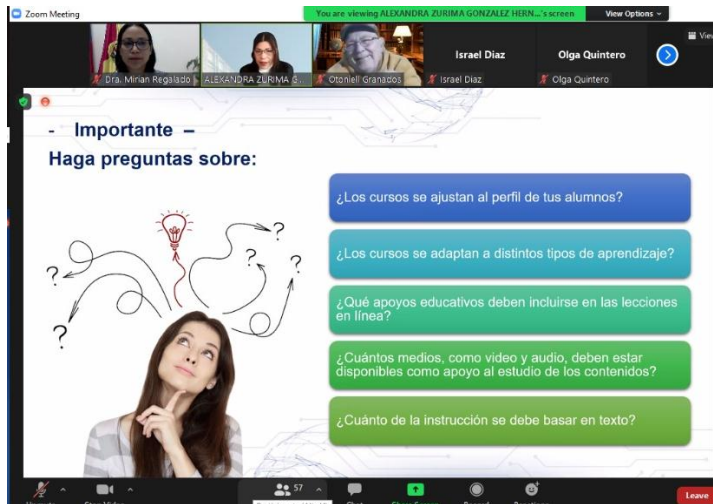 Zoom Meeting
You are viewing ALEXANDRA ZURIMA GONZALEZ HERN...'s screen
View Options
Israel Diaz
Olga Quintero
View
Dra. Mirian Regalado
ALEXANDRA ZURIMA G...
Otoniell Granados
Israel Diaz
Olga Quintero
- Importante –
Haga preguntas sobre:
¿Los cursos se ajustan al perfil de tus alumnos?
¿Los cursos se adaptan a distintos tipos de aprendizaje?
¿Qué apoyos educativos deben incluirse en las lecciones
en línea?
¿Cuántos medios, como video y audio, deben estar
disponibles como apoyo al estudio de los contenidos?
¿Cuánto de la instrucción se debe basar en texto?
?
?
?
?
?
57
Leave